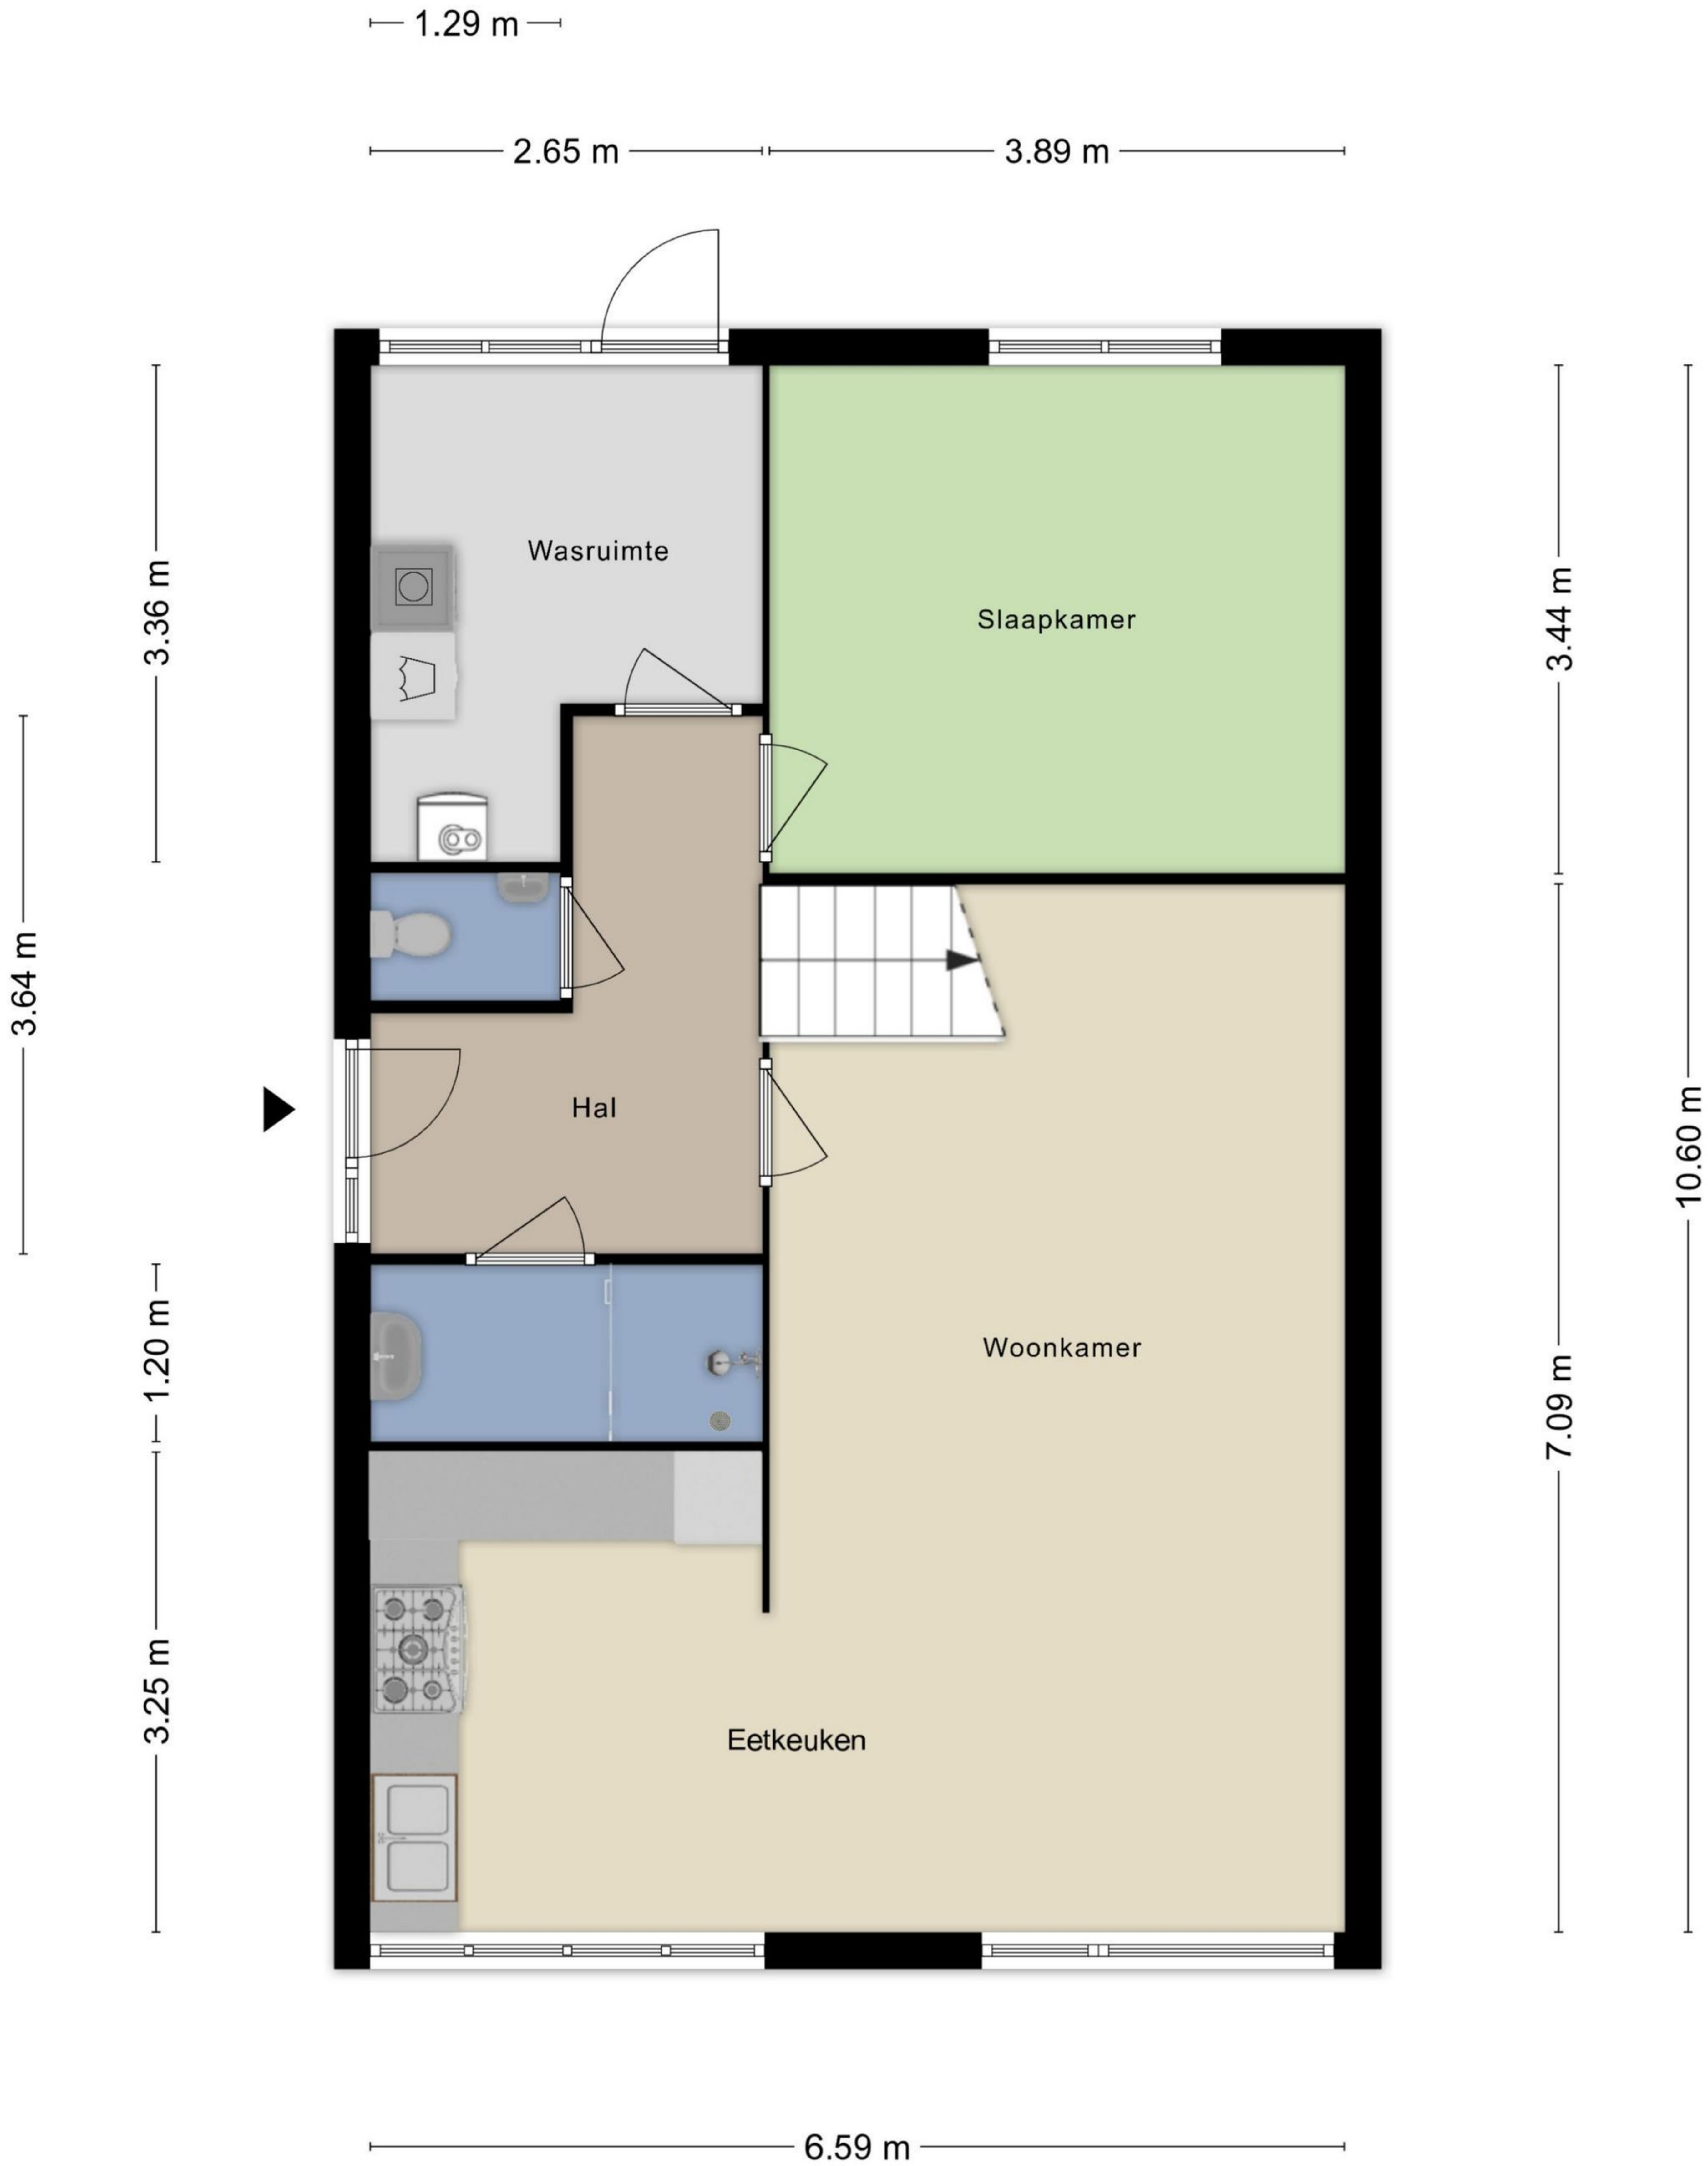 1.29 m
2.65 m
3.89 m
Wasruimte
3.36 m
Slaapkamer
3.44 m
3.64 m
Hal
10.60 m
1.20 m
Woonkamer
7.09 m
3.25 m
Eetkeuken
6.59 m